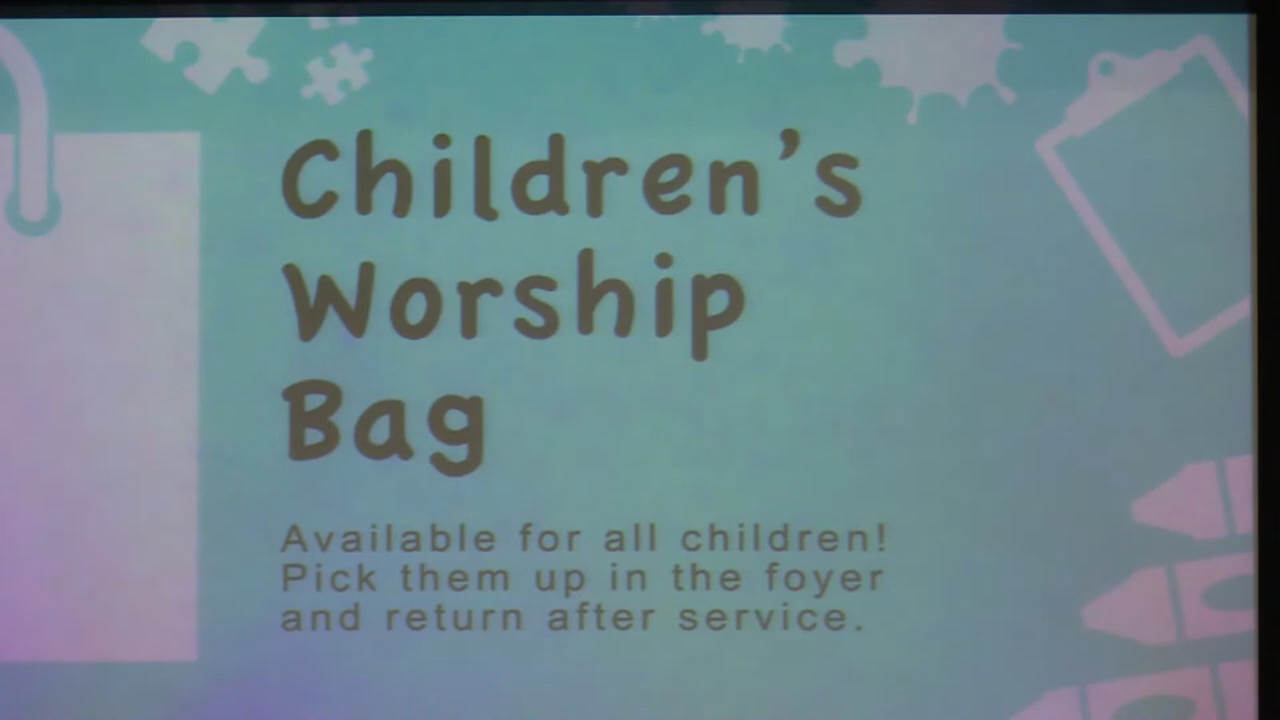 Children's
Worship
Bag
Available for all children!
Pick them up in the foyer
and return after service.